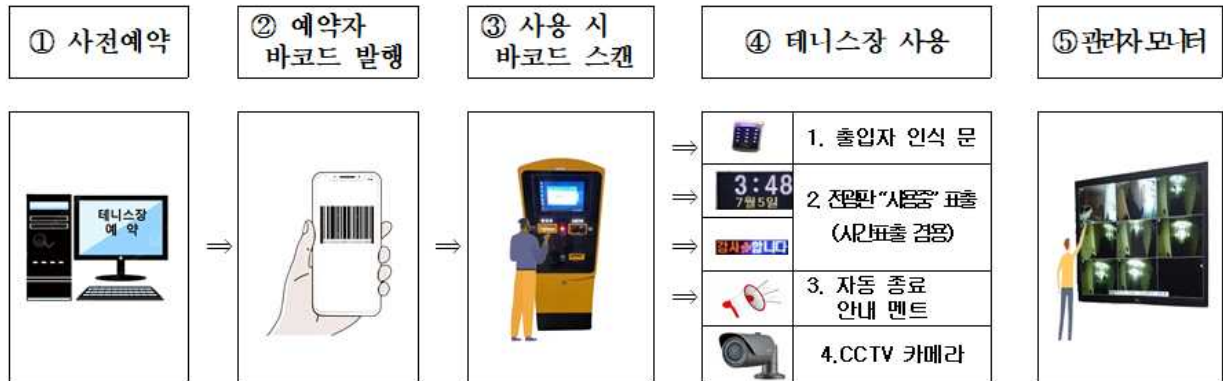 ① 사전예약
② 예약자
바코드 발행
③ 사용 시
바코드 스캔
④ 테니스장 사용
⑤관리자모니터
테니스장
예 약
⇒
⇒
⇒
⇒
⇒
⇒
1. 출입자 인식 문
3:48
7월5일
2. 전광판 “사용중” 표출
(시간표출 겸용)
감사합니다
3. 자동 종료
안내 멘트
4.CCTV 카메라